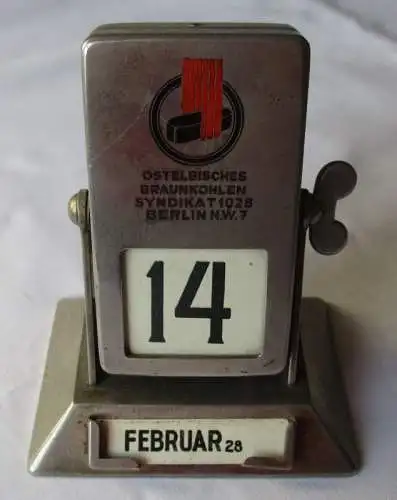 OSTELBISCHES
BRAUNKOHLEN
SYNDIKAT 1028
BERLIN N.W. 7
14
FEBRUAR 28